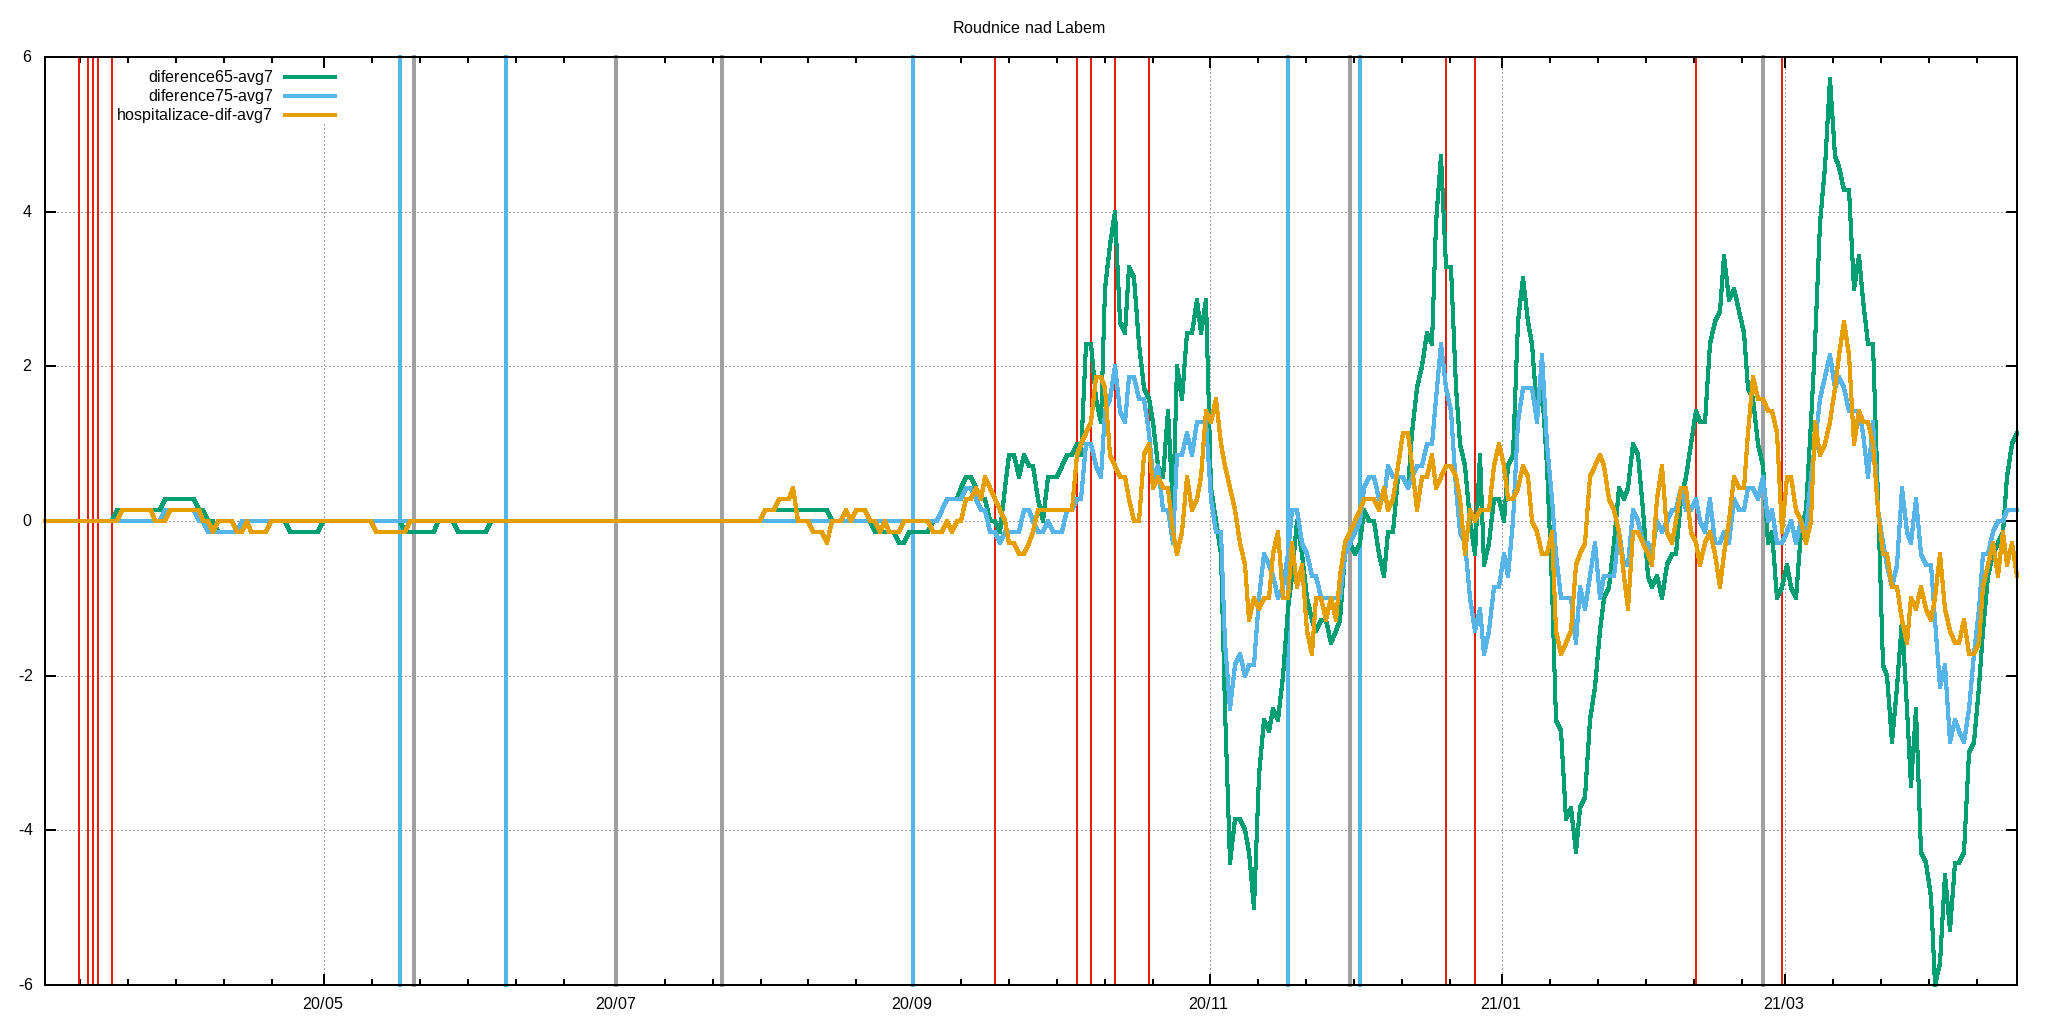 Roudnice nad Labem
6
diference65-avg7
diference75-avg7
hospitalizace-dif-avg7
4
2
0
-2
-4
-6
20/05 20/07 20/09 20/11 21/01 21/03